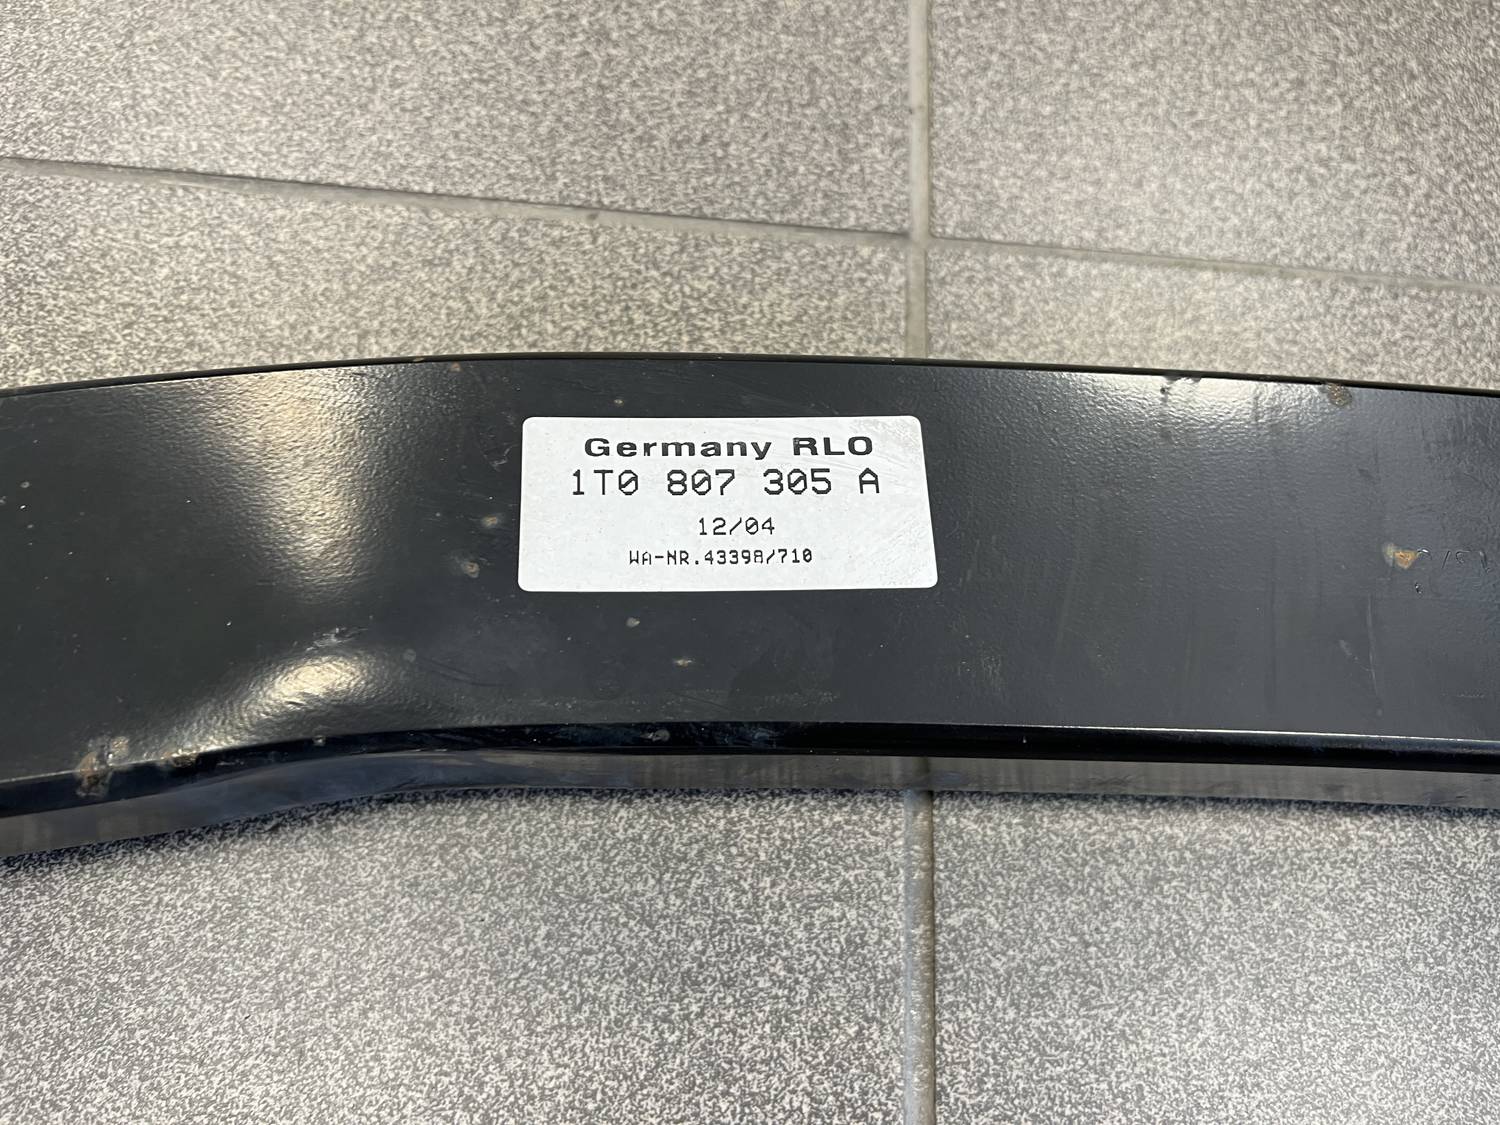 Germany RLO
1T0 807 305 A
12/04
WA-NR.43398/710